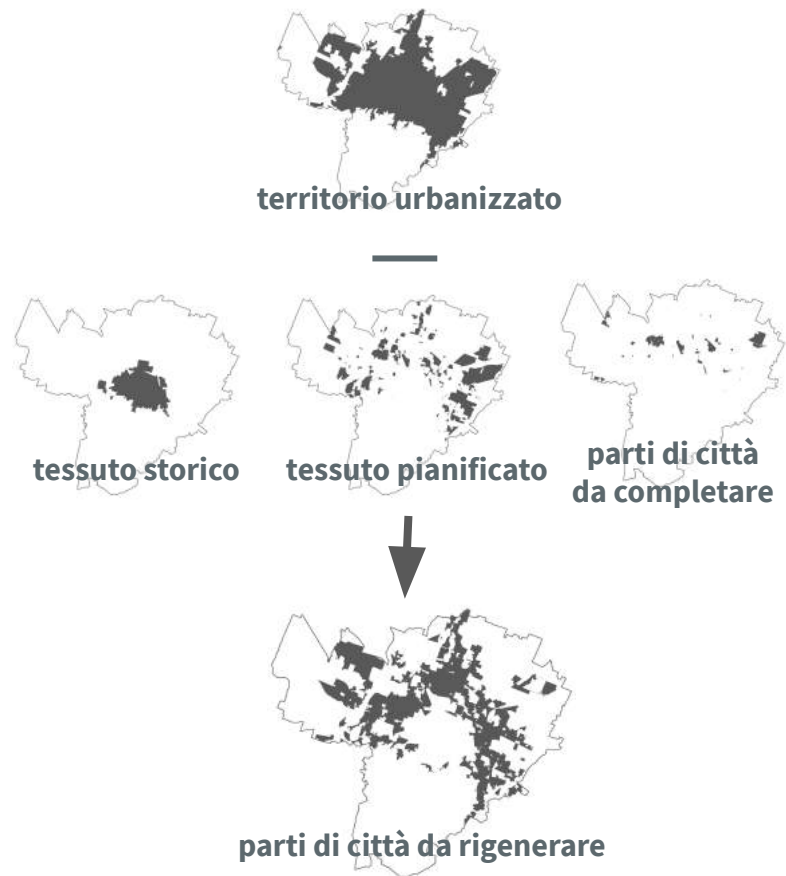 territorio urbanizzato
tessuto storico
tessuto pianificato
parti di città
da completare
parti di città da rigenerare